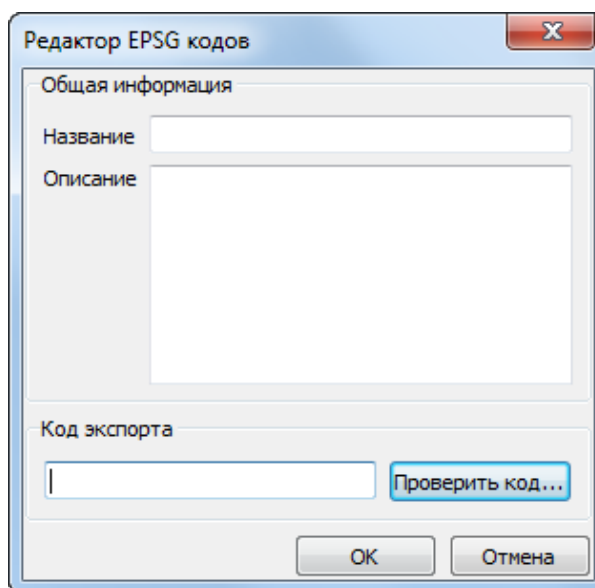 Редактор EPSG кодов
Общая информация
Название
Описание
Код экспорта
Проверить код...
OK
Отмена